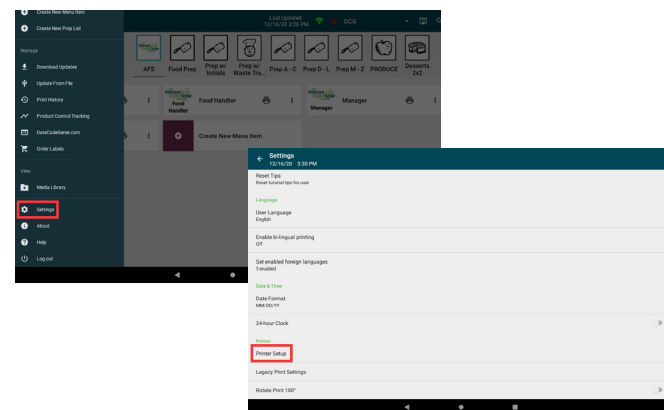 Create New Menu Item
Create New Prep List
Manage
Download Updates
Update From File
Print History
Product Control Tracking
DateCodeGenie.com
Order Labels
View
Media Library
Settings
About
Help
Log out
Last Updated
12/16/20 3:26 PM
DCG
AFS
Food Prep
Prep w/ Initials
Prep w/ Waste Tra...
Prep A - C
Prep D - L
Prep M - Z
PRODUCE
Desserts 2x2
Food Handler
Food Handler
Manager
Manager
Create New Menu Item
Settings
12/16/20 3:30 PM
Reset Tips
Reset tutorial tips for user
Language
User Language
English
Enable bi-lingual printing
Off
Set enabled foreign languages
5 enabled
Date & Time
Date Format
MM/DD/YY
24-hour Clock
Printer
Printer Setup
Legacy Print Settings
Rotate Print 180°